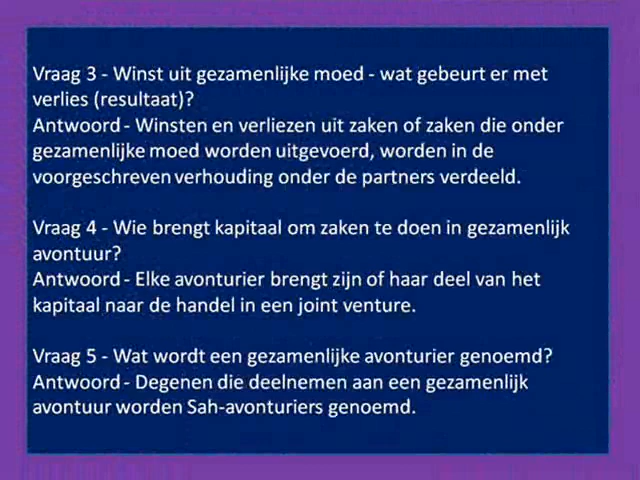 Vraag 3 - Winst uit gezamenlijke moed - wat gebeurt er met
verlies (resultaat)?
Antwoord - Winsten en verliezen uit zaken of zaken die onder
gezamenlijke moed worden uitgevoerd, worden in de
voorgeschreven verhouding onder de partners verdeeld.
Vraag 4 - Wie brengt kapitaal om zaken te doen in gezamenlijk
avontuur?
Antwoord - Elke avonturier brengt zijn of haar deel van het
kapitaal naar de handel in een joint venture.
Vraag 5 - Wat wordt een gezamenlijke avonturier genoemd?
Antwoord - Degenen die deelnemen aan een gezamenlijk
avontuur worden Sah-avonturiers genoemd.